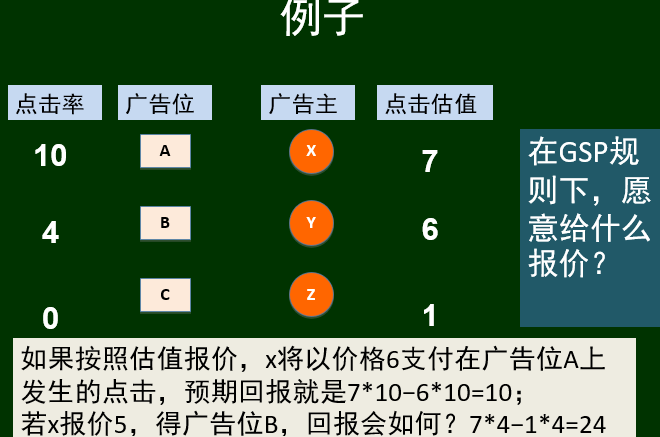 例子
点击率 广告位 广告主 点击估值
10 A X 7
4 B Y 6
0 C Z 1
在GSP规
则下，愿
意给什么
报价？
如果按照估值报价，x将以价格6支付在广告位A上
发生的点击，预期回报就是7*10−6*10=10；
若x报价5，得广告位B，回报会如何？7*4−1*4=24